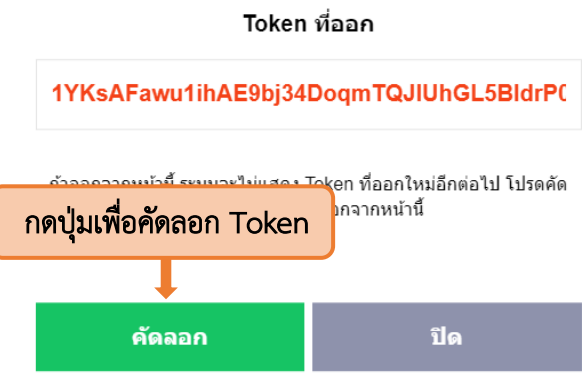 Token ที่ออก
1YKsAFawu1ihAE9bj34DoqmTQJIUhGL5BIdrP0
ถ้าออกจากหน้านี้ ระบบจะไม่แสดง Token ที่ออกใหม่อีกต่อไป โปรดคัด
กดปุ่มเพื่อคัดลอก Token
อกจากหน้านี้
คัดลอก
ปิด